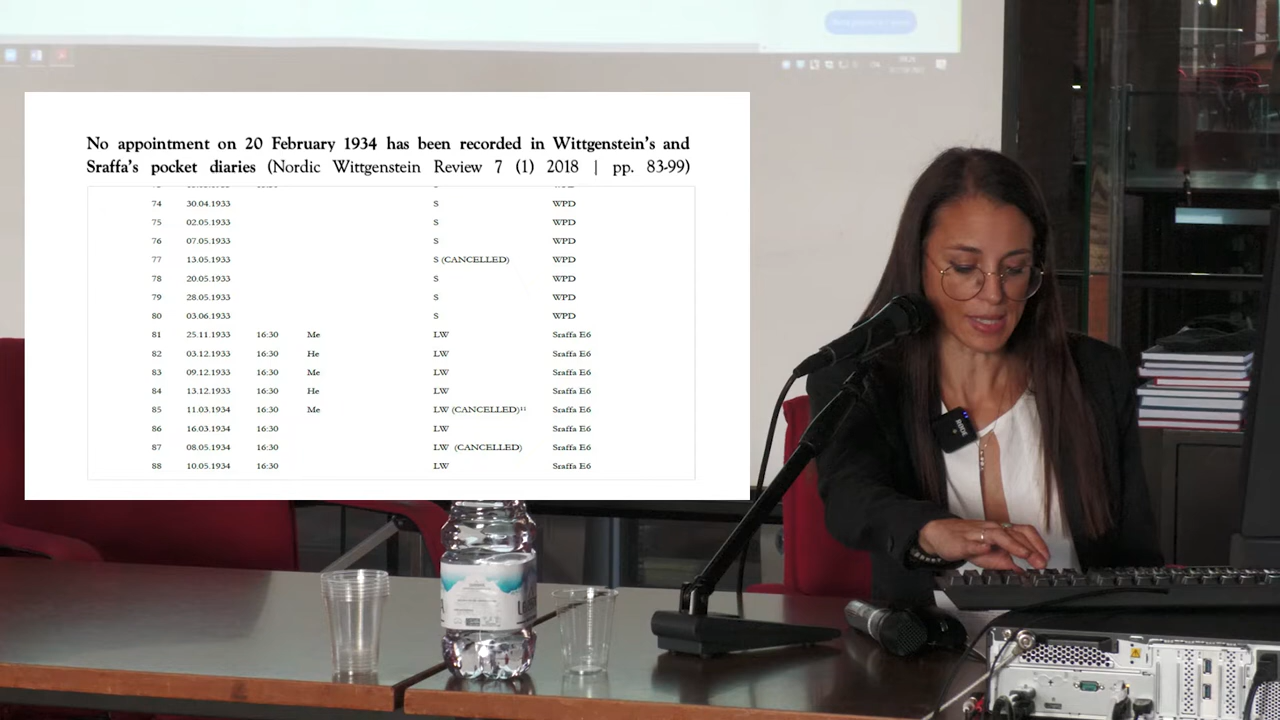 No appointment on 20 February 1934 has been recorded in Wittgenstein's and
Sraffa's pocket diaries (Nordic Wittgenstein Review 7 (1) 2018 | pp. 83-99)
74 30.04.1933 S WPD
75 02.05.1933 S WPD
76 07.05.1933 S WPD
77 13.05.1933 S (CANCELLED) WPD
78 20.05.1933 S WPD
79 28.05.1933 S WPD
80 03.06.1933 S WPD
81 25.11.1933 16:30 Me LW Sraffa E6
82 03.12.1933 16:30 He LW Sraffa E6
83 09.12.1933 16:30 Me LW Sraffa E6
84 13.12.1933 16:30 He LW Sraffa E6
85 11.03.1934 16:30 Me LW (CANCELLED)¹¹ Sraffa E6
86 16.03.1934 16:30 LW Sraffa E6
87 08.05.1934 16:30 LW (CANCELLED) Sraffa E6
88 10.05.1934 16:30 LW Sraffa E6
RØDE